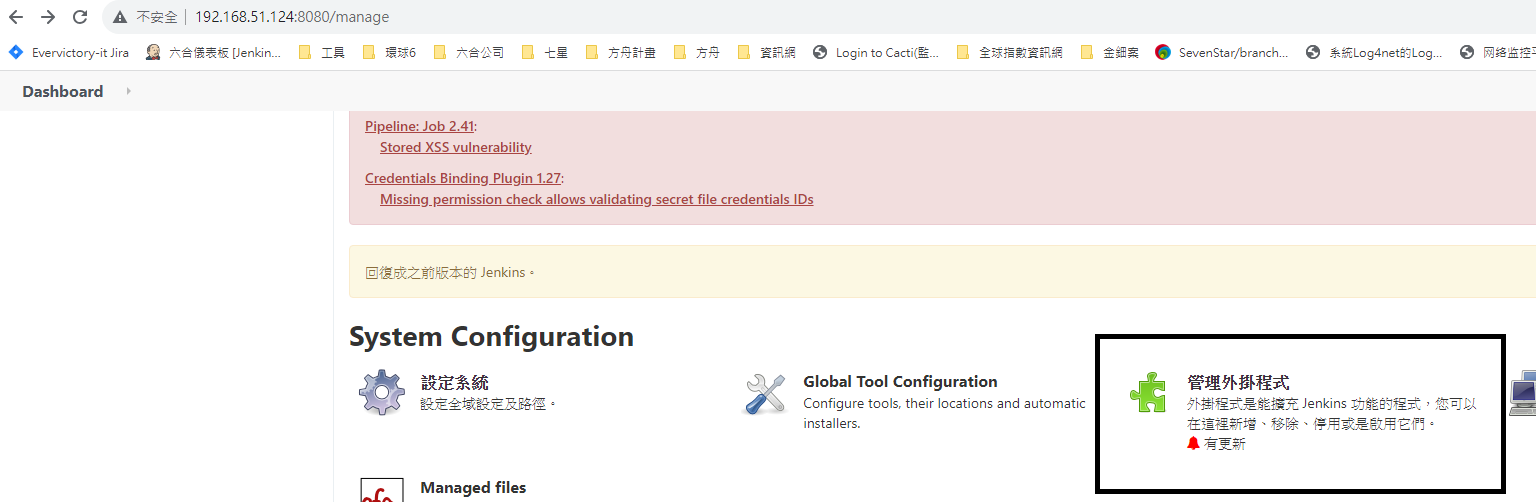 不安全 192.168.51.124:8080/manage
Evervictory-it Jira 六合儀表板 [Jenkin... 工具 環球6 六合公司 七星 方舟計畫 方舟 資訊網 Login to Cacti(監... 全球指數資訊網 金細案 SevenStar/branch... 系統Log4net的Log... 网络监控平
Dashboard
Pipeline: Job 2.41:
Stored XSS vulnerability
Credentials Binding Plugin 1.27:
Missing permission check allows validating secret file credentials IDs
回復成之前版本的 Jenkins。
System Configuration
設定系統
設定全域設定及路徑。
Global Tool Configuration
Configure tools, their locations and automatic
installers.
管理外掛程式
外掛程式是能擴充 Jenkins 功能的程式，您可以
在這裡新增、移除、停用或是啟用它們。
有更新
Managed files